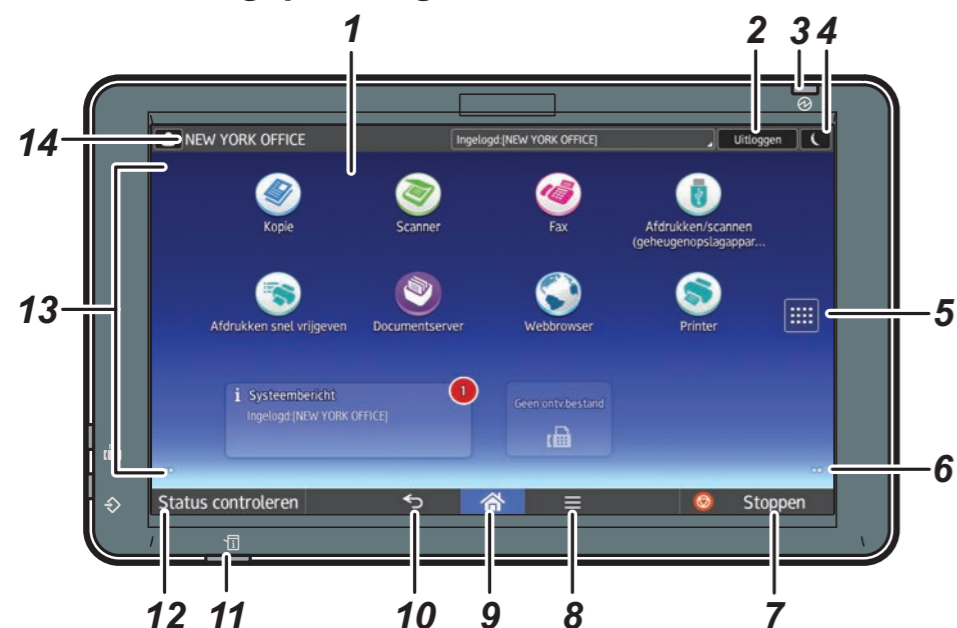 1
2
3
4
14
NEW YORK OFFICE
Ingelogd:[NEW YORK OFFICE]
Uitloggen
Kopie
Scanner
Fax
Afdrukken/scannen
(geheugenopslagappar...
13
5
Afdrukken snel vrijgeven
Documentserver
Webbrowser
Printer
i Systeembericht
1
Ingelogd:[NEW YORK OFFICE]
Geen ontv.bestand
6
Status controleren
Stoppen
12
11
10
9
8
7